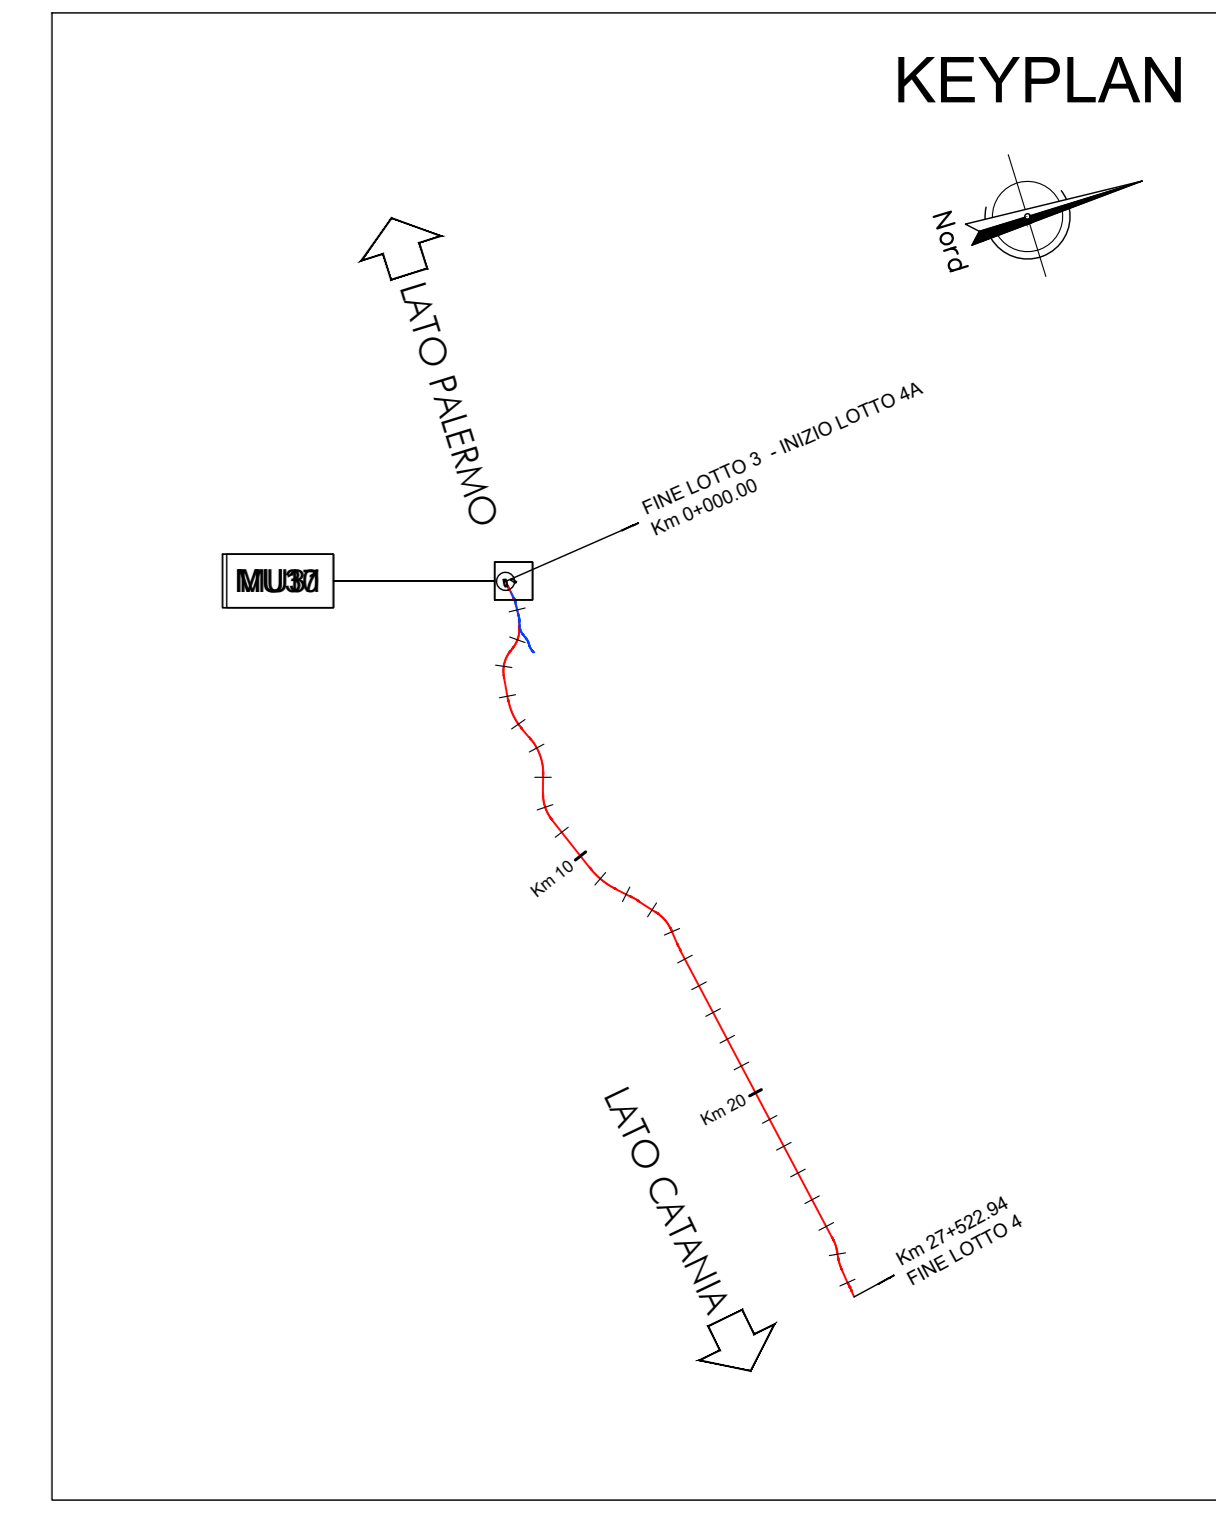 KEYPLAN
Nord
LATO PALERMO
FINE LOTTO 3 - INIZIO LOTTO 4A
Km 0+000.00
Km 10
Km 20
LATO CATANIA
Km 27+522.94
FINE LOTTO 4